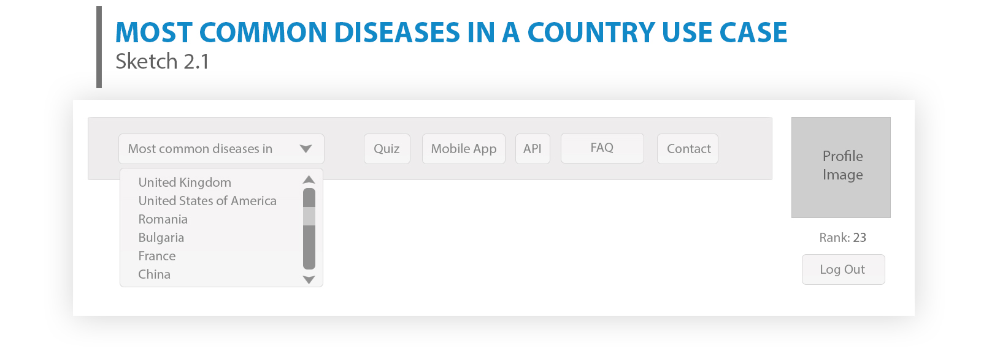 MOST COMMON DISEASES IN A COUNTRY USE CASE
Sketch 2.1
Most common diseases in
Quiz
Mobile App
API
FAQ
Contact
United Kingdom
United States of America
Romania
Bulgaria
France
China
Profile
Image
Rank: 23
Log Out